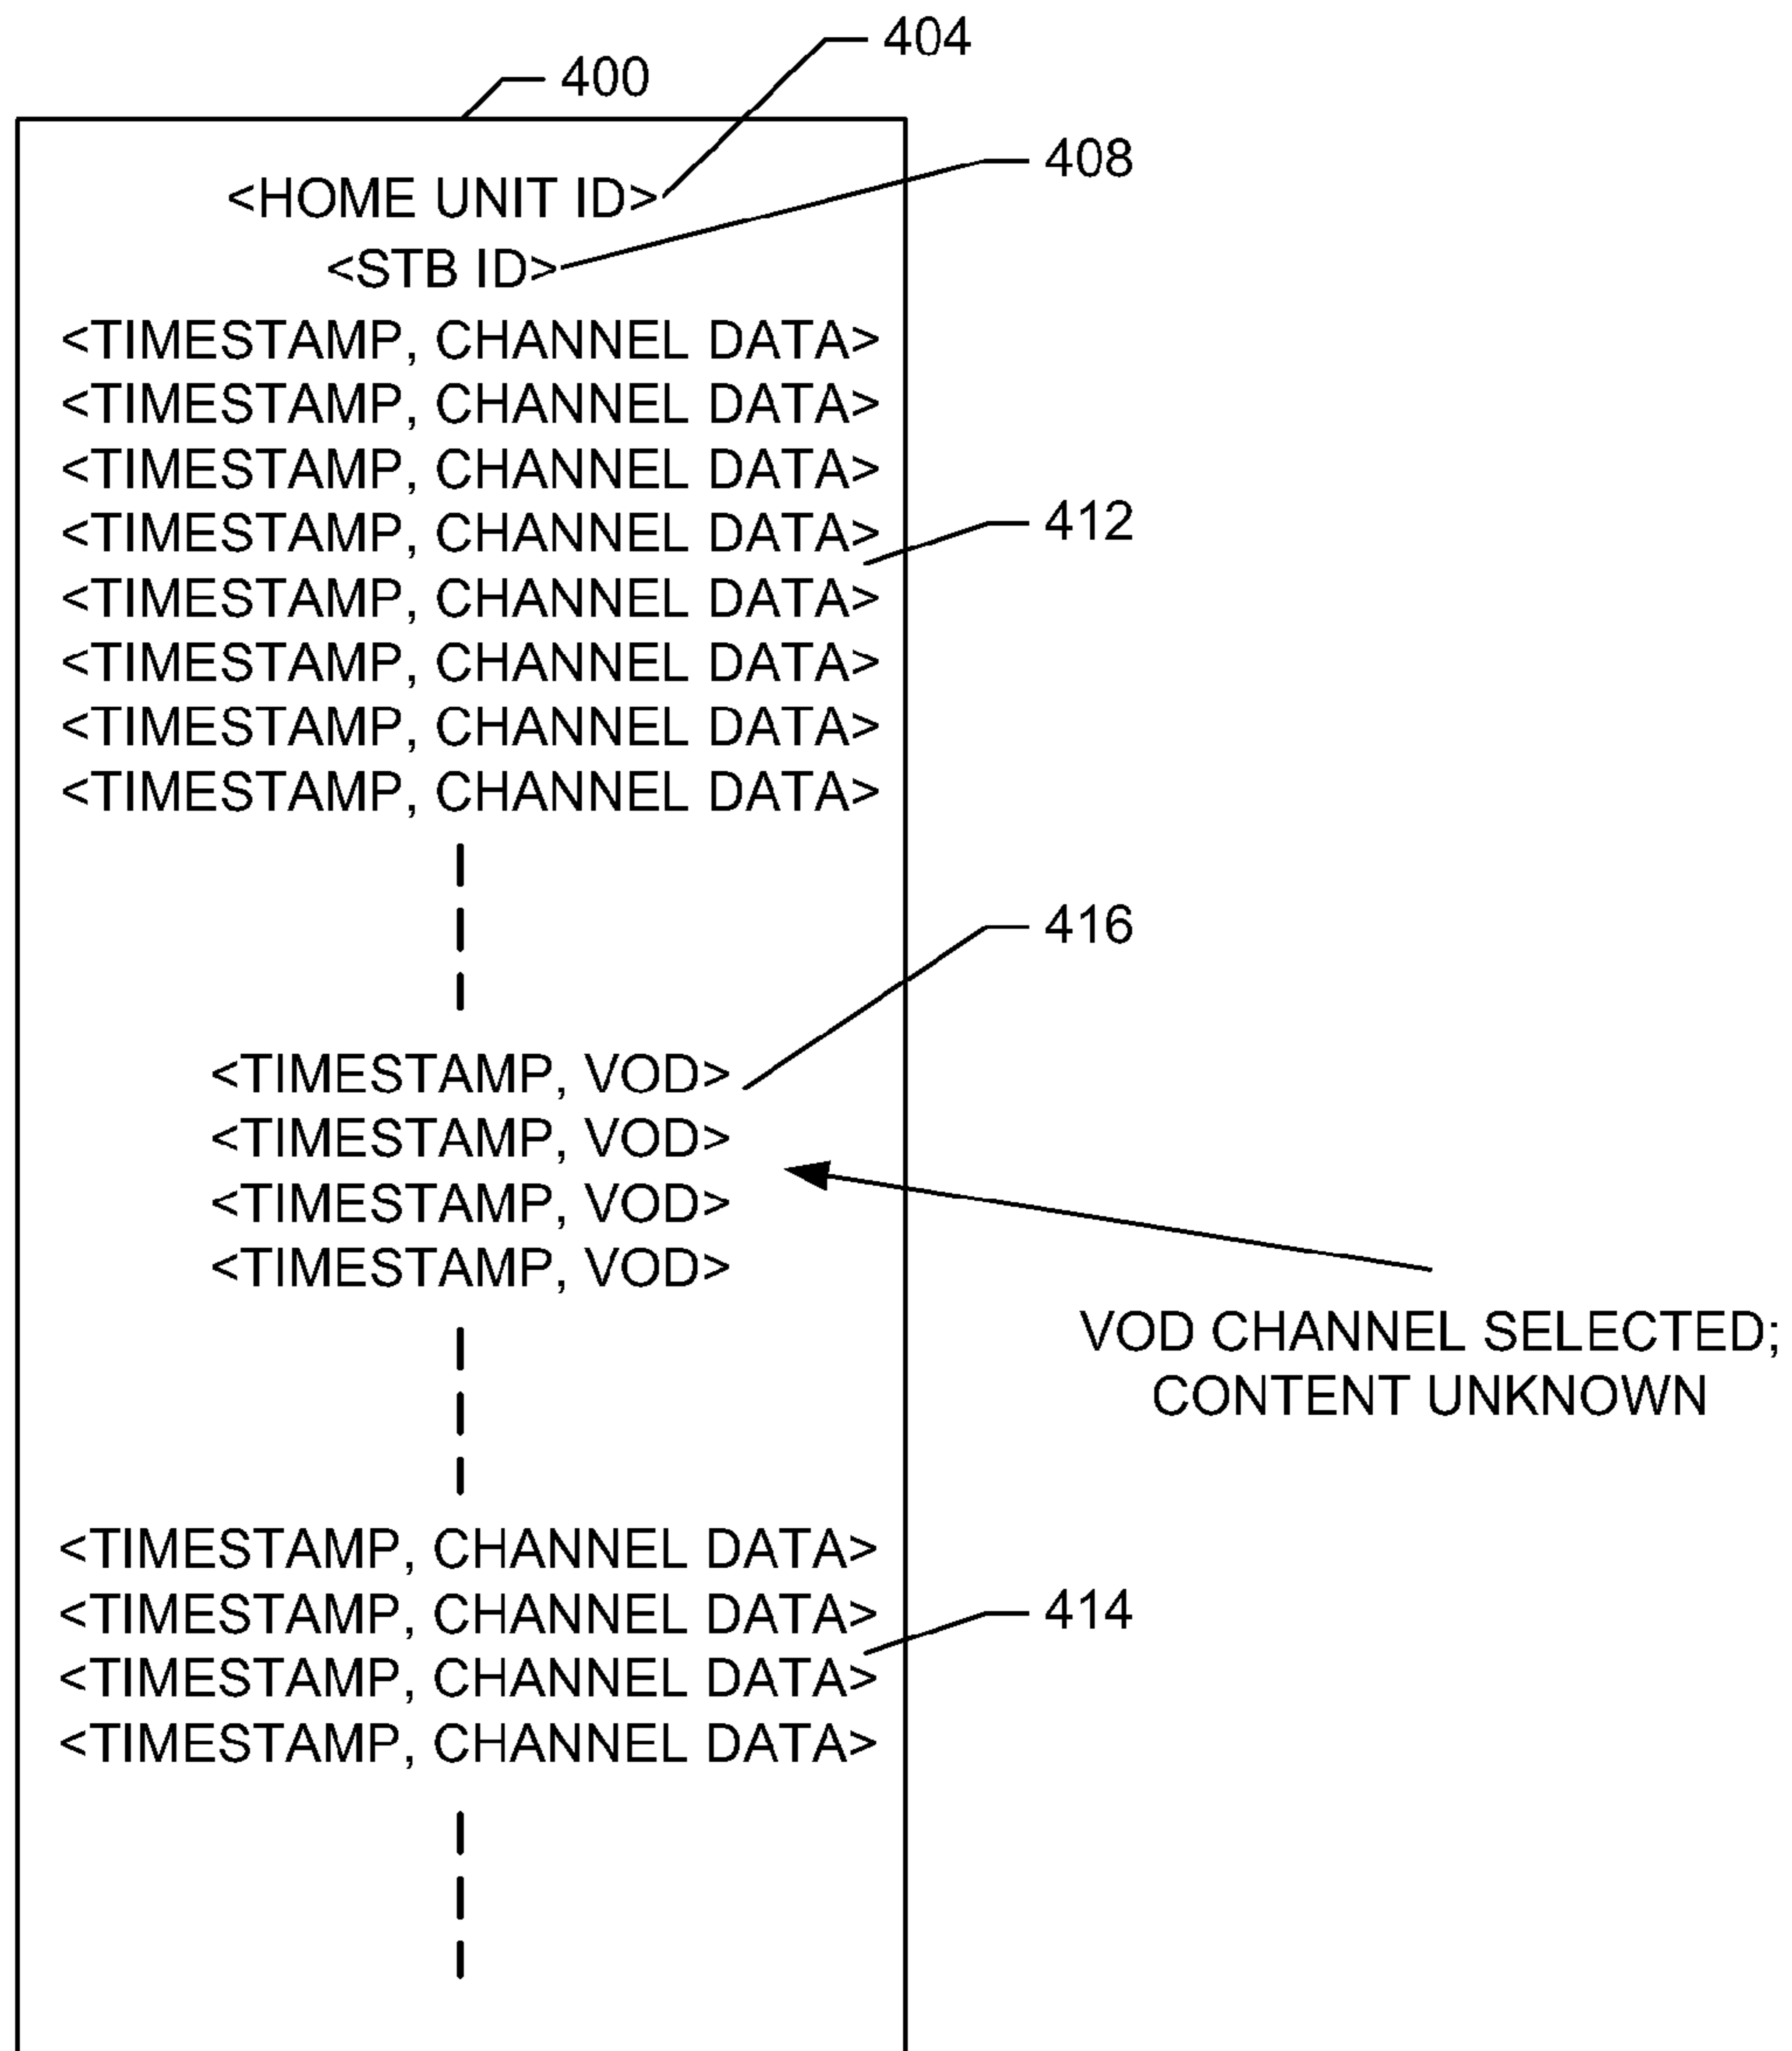 404
400
408
<HOME UNIT ID>
<STB ID>
<TIMESTAMP, CHANNEL DATA>
<TIMESTAMP, CHANNEL DATA>
<TIMESTAMP, CHANNEL DATA>
<TIMESTAMP, CHANNEL DATA>
412
<TIMESTAMP, CHANNEL DATA>
<TIMESTAMP, CHANNEL DATA>
<TIMESTAMP, CHANNEL DATA>
<TIMESTAMP, CHANNEL DATA>
416
<TIMESTAMP, VOD>
<TIMESTAMP, VOD>
<TIMESTAMP, VOD>
<TIMESTAMP, VOD>
VOD CHANNEL SELECTED;
CONTENT UNKNOWN
<TIMESTAMP, CHANNEL DATA>
<TIMESTAMP, CHANNEL DATA>
414
<TIMESTAMP, CHANNEL DATA>
<TIMESTAMP, CHANNEL DATA>